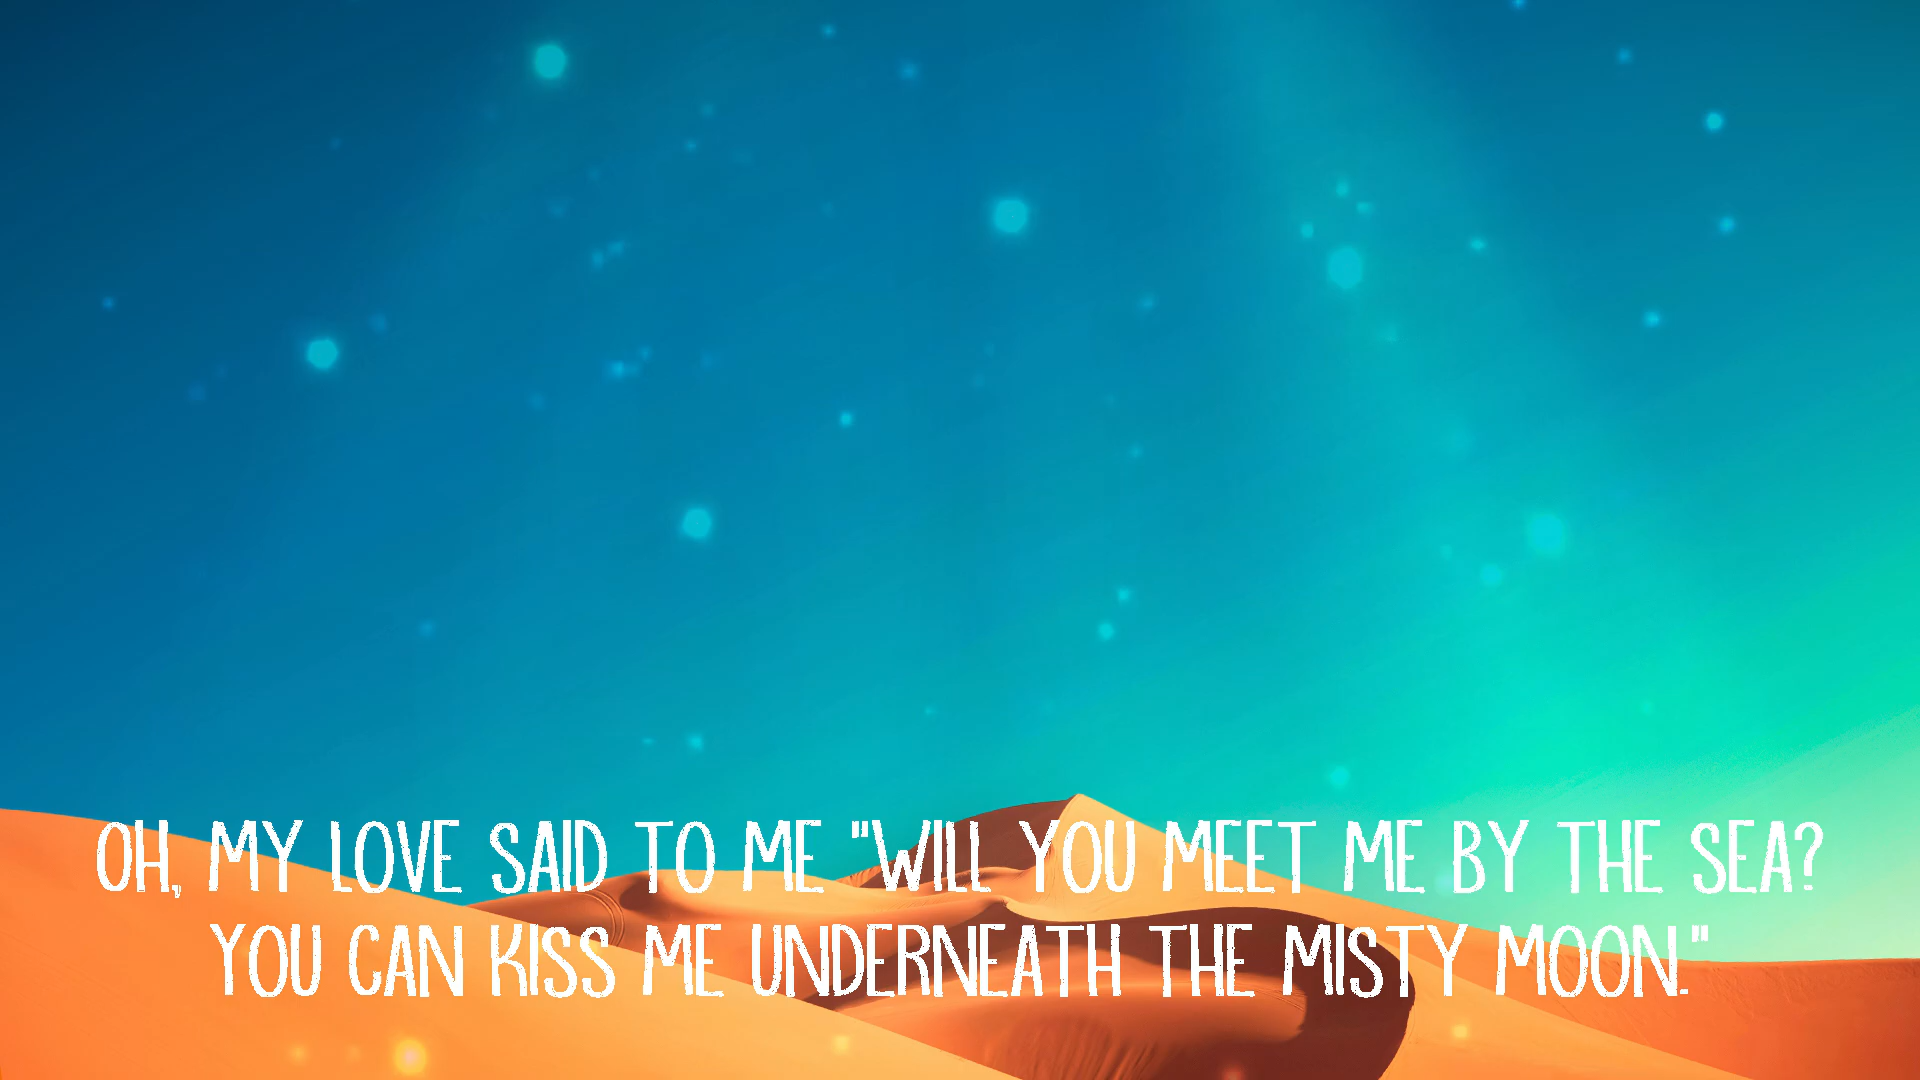 OH, MY LOVE SAID TO ME "WILL YOU MEET ME BY THE SEA?
YOU CAN KISS ME UNDERNEATH THE MISTY MOON."